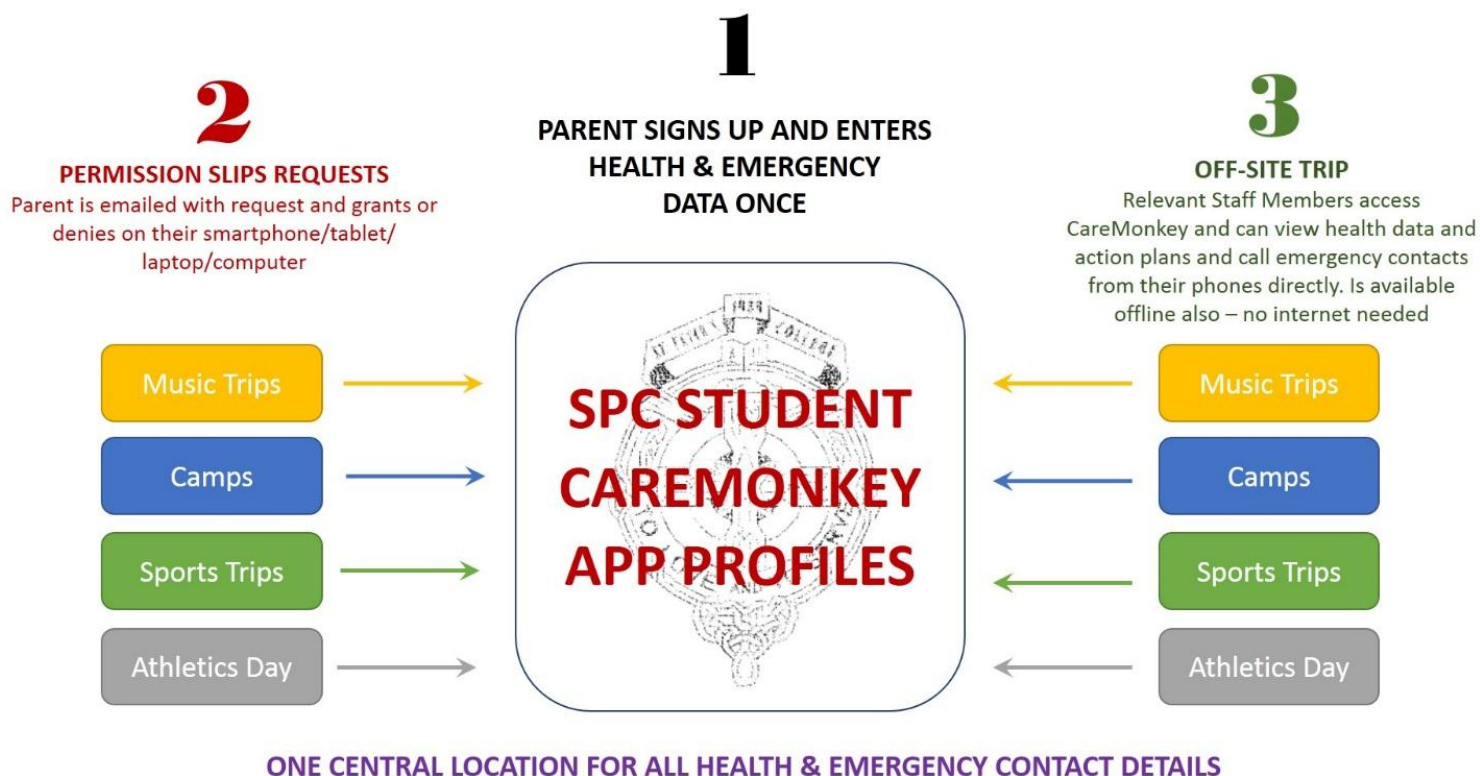 1
PARENT SIGNS UP AND ENTERS
HEALTH & EMERGENCY
DATA ONCE
2
PERMISSION SLIPS REQUESTS
Parent is emailed with request and grants or
denies on their smartphone/tablet/
laptop/computer
Music Trips
Camps
Sports Trips
Athletics Day
SPC STUDENT
CAREMONKEY
APP PROFILES
3
OFF-SITE TRIP
Relevant Staff Members access
CareMonkey and can view health data and
action plans and call emergency contacts
from their phones directly. Is available
offline also – no internet needed
Music Trips
Camps
Sports Trips
Athletics Day
ONE CENTRAL LOCATION FOR ALL HEALTH & EMERGENCY CONTACT DETAILS